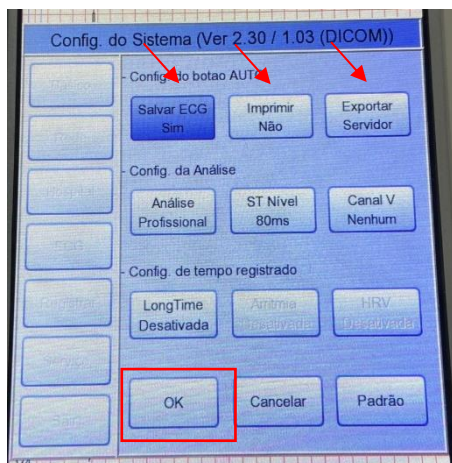 Config. do Sistema (Ver 2.30 / 1.03 (DICOM))
- Config. do botao AUTO
Salvar ECG
Sim
Imprimir
Não
Exportar
Servidor
- Config. da Análise
Análise
Profissional
ST Nível
80ms
Canal V
Nenhum
- Config. de tempo registrado
LongTime
Desativada
Arritmia
Desativada
HRV
Desativada
OK
Cancelar
Padrão